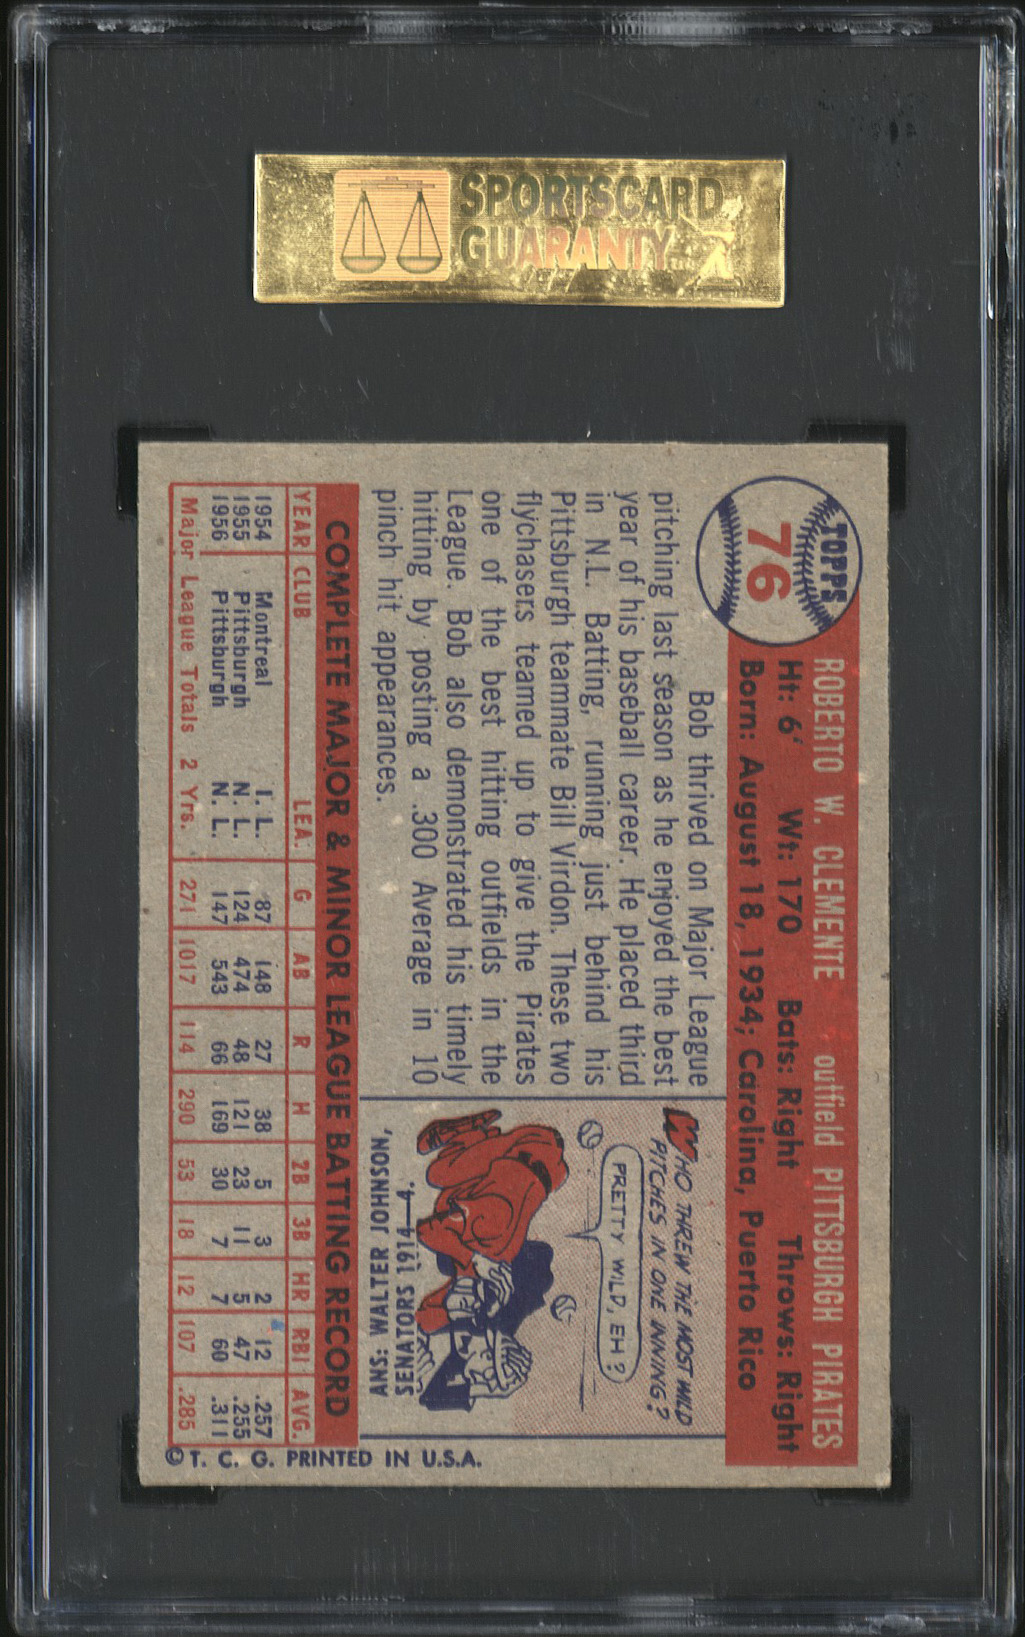 SPORTSCARD
GUARANTY
TOPPS
76
ROBERTO W. CLEMENTE outfield PITTSBURGH PIRATES
Ht: 6' Wt: 170 Bats: Right Throws: Right
Born: August 18, 1934; Carolina, Puerto Rico
Bob thrived on Major League
pitching last season as he enjoyed the best
year of his baseball career. He placed third
in N.L. Batting, running just behind his
Pittsburgh teammate Bill Virdon. These two
flychasers teamed up to give the Pirates
one of the best hitting outfields in the
League. Bob also demonstrated his timely
hitting by posting a .300 Average in 10
pinch hit appearances.
WHO THREW THE MOST WILD
PITCHES IN ONE INNING?
PRETTY WILD, EH?
ANS: WALTER JOHNSON,
SENATORS 1914—4.
COMPLETE MAJOR & MINOR LEAGUE BATTING RECORD
YEAR CLUB LEA. G AB R H 2B 3B HR RBI AVG.
1954 Montreal I. L. 87 148 27 38 5 3 2 12 .257
1955 Pittsburgh N. L. 124 474 48 121 23 11 5 47 .255
1956 Pittsburgh N. L. 147 543 66 169 30 7 7 60 .311
Major League Totals 2 Yrs. 271 1017 114 290 53 18 12 107 .285
© T. C. G. PRINTED IN U.S.A.